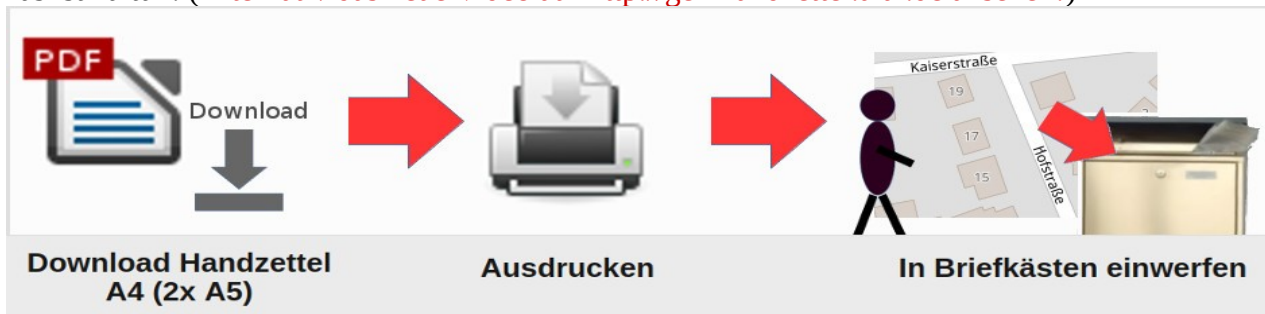 PDF
Download
Kaiserstraße
19
17
15
Hofstraße
Download Handzettel
A4 (2x A5)
Ausdrucken
In Briefkästen einwerfen